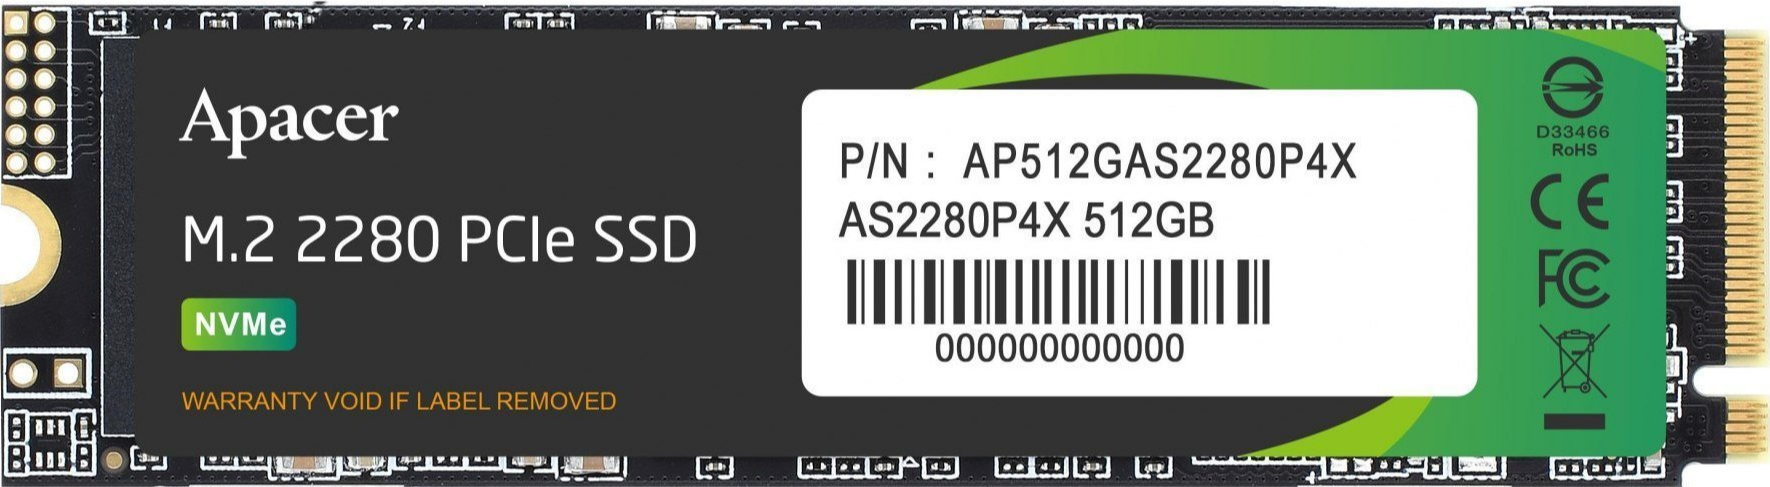 Apacer
M.2 2280 PCIe SSD
NVMe
WARRANTY VOID IF LABEL REMOVED
P/N : AP512GAS2280P4X
AS2280P4X 512GB
000000000000
D33466
RoHS
CE
FC